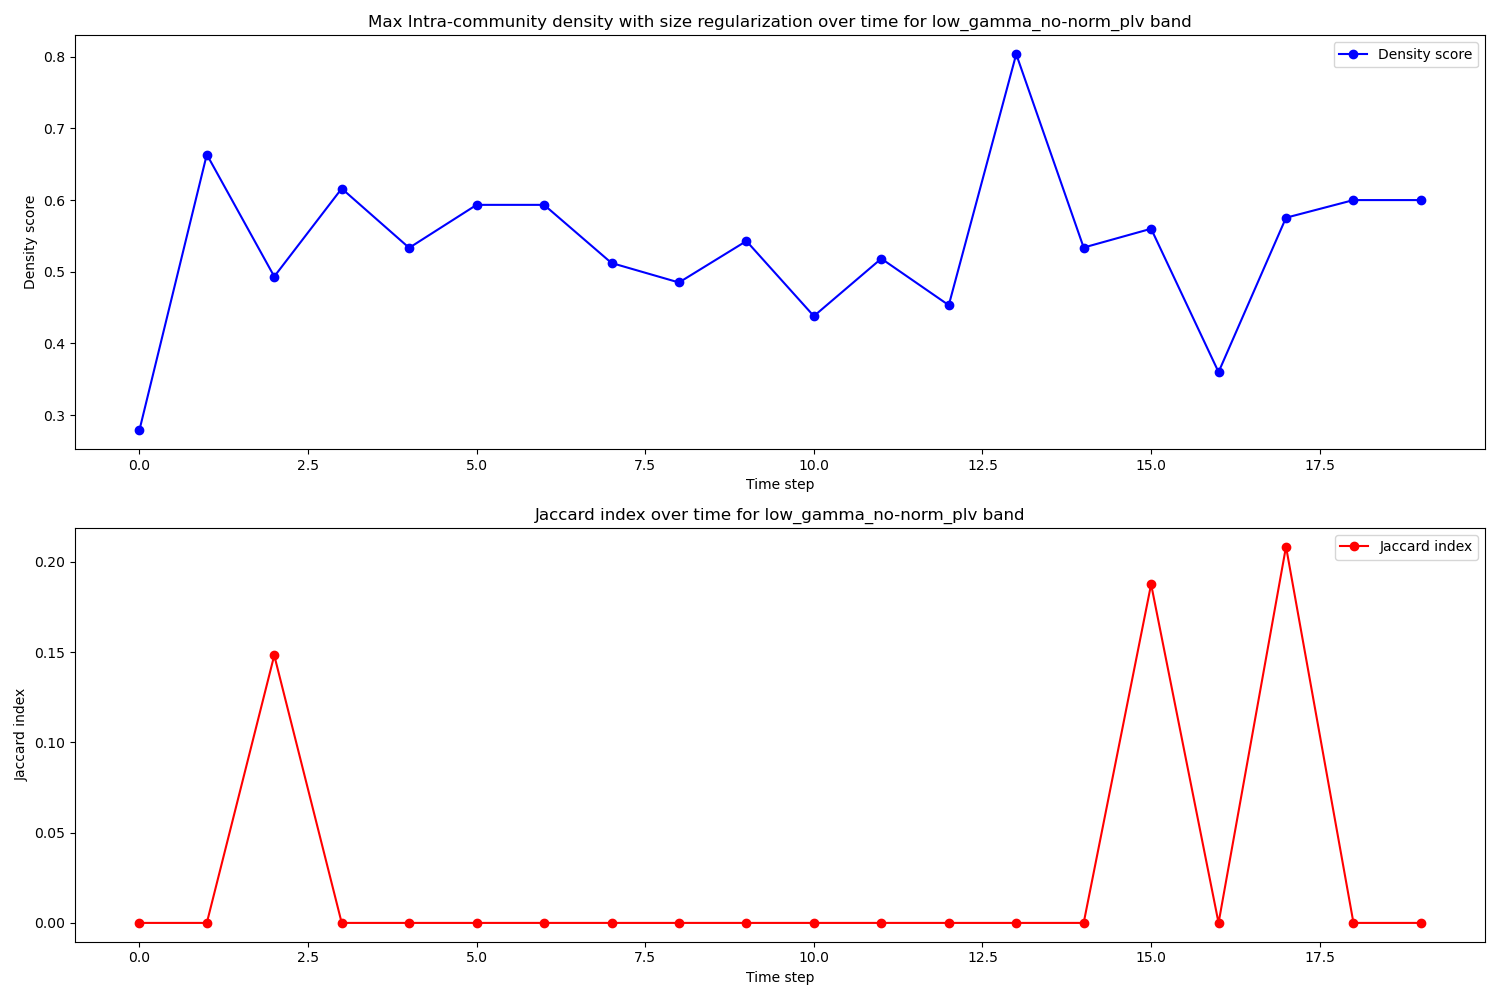 Max Intra-community density with size regularization over time for low_gamma_no-norm_plv band
Density score
0.8
0.7
0.6
0.5
0.4
0.3
Density score
0.0 2.5 5.0 7.5 10.0 12.5 15.0 17.5
Time step
Jaccard index over time for low_gamma_no-norm_plv band
Jaccard index
0.20
0.15
0.10
0.05
0.00
Jaccard index
0.0 2.5 5.0 7.5 10.0 12.5 15.0 17.5
Time step